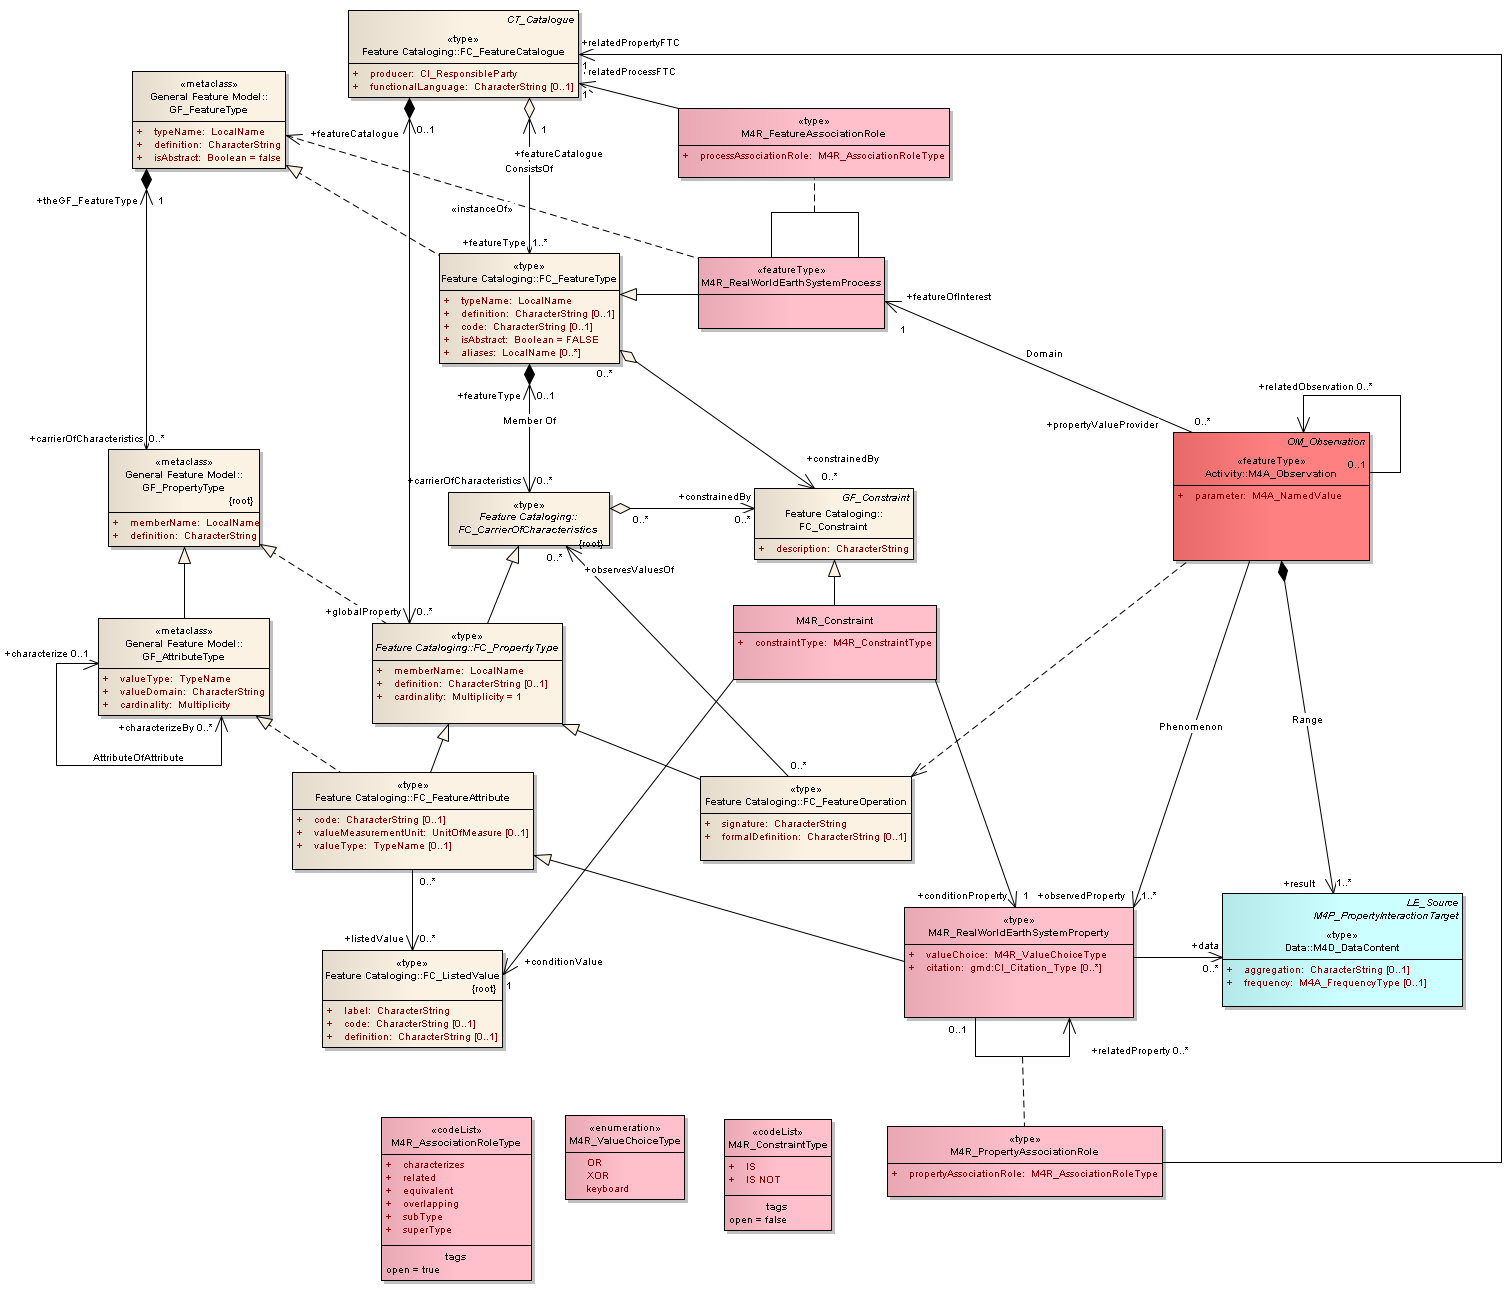 CT_Catalogue
«type»
Feature Cataloging::FC_FeatureCatalogue
+ producer: CI_ResponsibleParty
+ functionalLanguage: CharacterString [0..1]
+relatedPropertyFTC
1
relatedProcessFTC
1
«metaclass»
General Feature Model::
GF_FeatureType
+ typeName: LocalName
+ definition: CharacterString
+ isAbstract: Boolean = false
+featureCatalogue
0..1
1
+featureCatalogue
ConsistsOf
«type»
M4R_FeatureAssociationRole
+ processAssociationRole: M4R_AssociationRoleType
+theGF_FeatureType
1
«instanceOf»
+featureType
1..*
«type»
Feature Cataloging::FC_FeatureType
+ typeName: LocalName
+ definition: CharacterString [0..1]
+ code: CharacterString [0..1]
+ isAbstract: Boolean = FALSE
+ aliases: LocalName [0..*]
«featureType»
M4R_RealWorldEarthSystemProcess
+featureOfInterest
1
Domain
0..*
+featureType
0..1
Member Of
+relatedObservation 0..*
+propertyValueProvider
0..*
OM_Observation
«featureType»
Activity::M4A_Observation
0..1
+ parameter: M4A_NamedValue
+carrierOfCharacteristics 0..*
«metaclass»
General Feature Model::
GF_PropertyType
{root}
+ memberName: LocalName
+ definition: CharacterString
+constrainedBy
0..*
+carrierOfCharacteristics
0..*
«type»
Feature Cataloging::
FC_CarrierOfCharacteristics
{root}
+constrainedBy
0..*
0..*
GF_Constraint
Feature Cataloging::
FC_Constraint
+ description: CharacterString
0..*
+observesValuesOf
+globalProperty
0..*
M4R_Constraint
+ constraintType: M4R_ConstraintType
«metaclass»
General Feature Model::
GF_AttributeType
+ valueType: TypeName
+ valueDomain: CharacterString
+ cardinality: Multiplicity
+characterize 0..1
+characterizeBy 0..*
AttributeOfAttribute
«type»
Feature Cataloging::FC_PropertyType
+ memberName: LocalName
+ definition: CharacterString [0..1]
+ cardinality: Multiplicity = 1
Phenomenon
Range
0..*
«type»
Feature Cataloging::FC_FeatureAttribute
+ code: CharacterString [0..1]
+ valueMeasurementUnit: UnitOfMeasure [0..1]
+ valueType: TypeName [0..1]
«type»
Feature Cataloging::FC_FeatureOperation
+ signature: CharacterString
+ formalDefinition: CharacterString [0..1]
0..*
+listedValue
0..*
+conditionProperty
1
+observedProperty
1..*
+result
1..*
«type»
Feature Cataloging::FC_ListedValue
{root}
+ label: CharacterString
+ code: CharacterString [0..1]
+ definition: CharacterString [0..1]
+conditionValue
1
«type»
M4R_RealWorldEarthSystemProperty
+ valueChoice: M4R_ValueChoiceType
+ citation: gmd:CI_Citation_Type [0..*]
+data
0..*
LE_Source
M4P_PropertyInteractionTarget
«type»
Data::M4D_DataContent
+ aggregation: CharacterString [0..1]
+ frequency: M4A_FrequencyType [0..1]
0..1
+relatedProperty 0..*
«codeList»
M4R_AssociationRoleType
+ characterizes
+ related
+ equivalent
+ overlapping
+ subType
+ superType
tags
open = true
«enumeration»
M4R_ValueChoiceType
OR
XOR
keyboard
«codeList»
M4R_ConstraintType
+ IS
+ IS NOT
tags
open = false
«type»
M4R_PropertyAssociationRole
+ propertyAssociationRole: M4R_AssociationRoleType